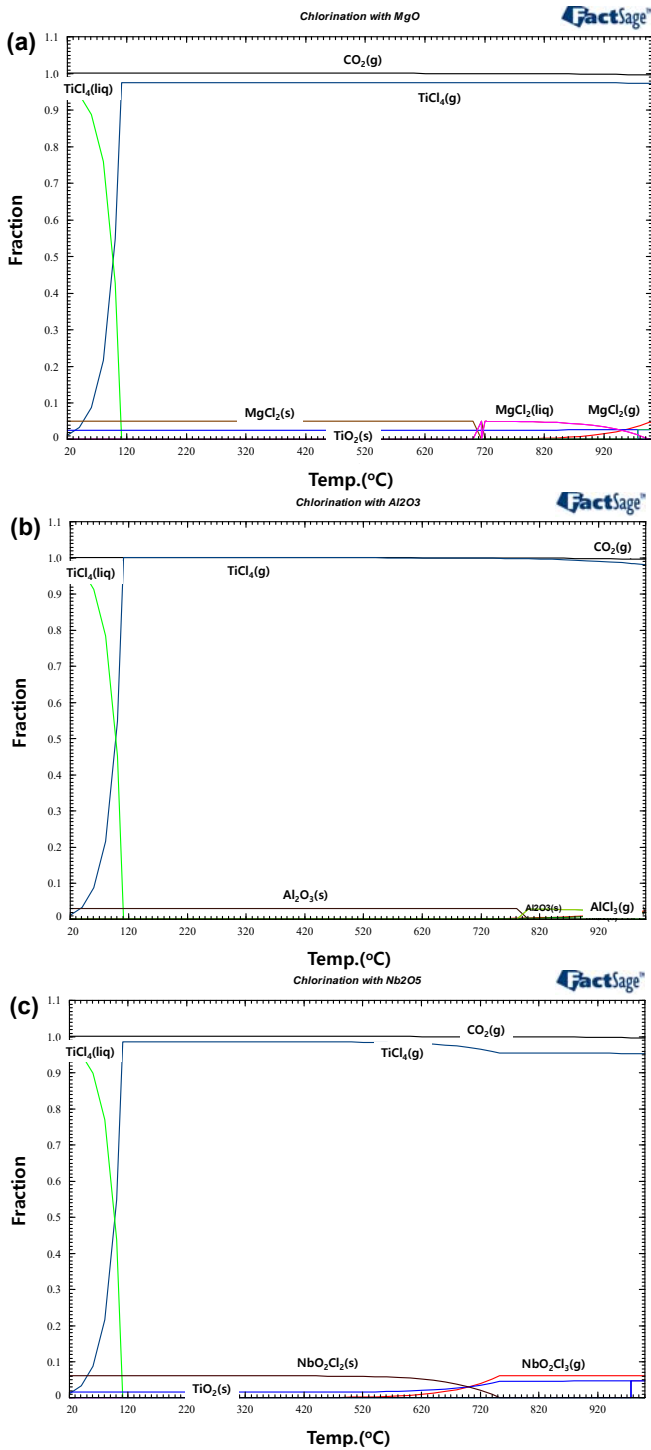 Chlorination with MgO
FactSage™
(a)
1.1
1.0
0.9
0.8
0.7
0.6
0.5
0.4
0.3
0.2
0.1
0
Fraction
CO2(g)
TiCl4(liq)
TiCl4(g)
MgCl2(s)
MgCl2(liq)
MgCl2(g)
TiO2(s)
20 120 220 320 420 520 620 720 820 920
Temp.(oC)
Chlorination with Al2O3
FactSage™
(b)
1.1
1.0
0.9
0.8
0.7
0.6
0.5
0.4
0.3
0.2
0.1
0
Fraction
CO2(g)
TiCl4(liq)
TiCl4(g)
Al2O3(s)
Al2O3(s)
AlCl3(g)
20 120 220 320 420 520 620 720 820 920
Temp.(oC)
Chlorination with Nb2O5
FactSage™
(c)
1.1
1.0
0.9
0.8
0.7
0.6
0.5
0.4
0.3
0.2
0.1
0
Fraction
CO2(g)
TiCl4(liq)
TiCl4(g)
NbO2Cl2(s)
NbO2Cl3(g)
TiO2(s)
20 120 220 310 420 520 620 720 820 920
Temp.(oC)